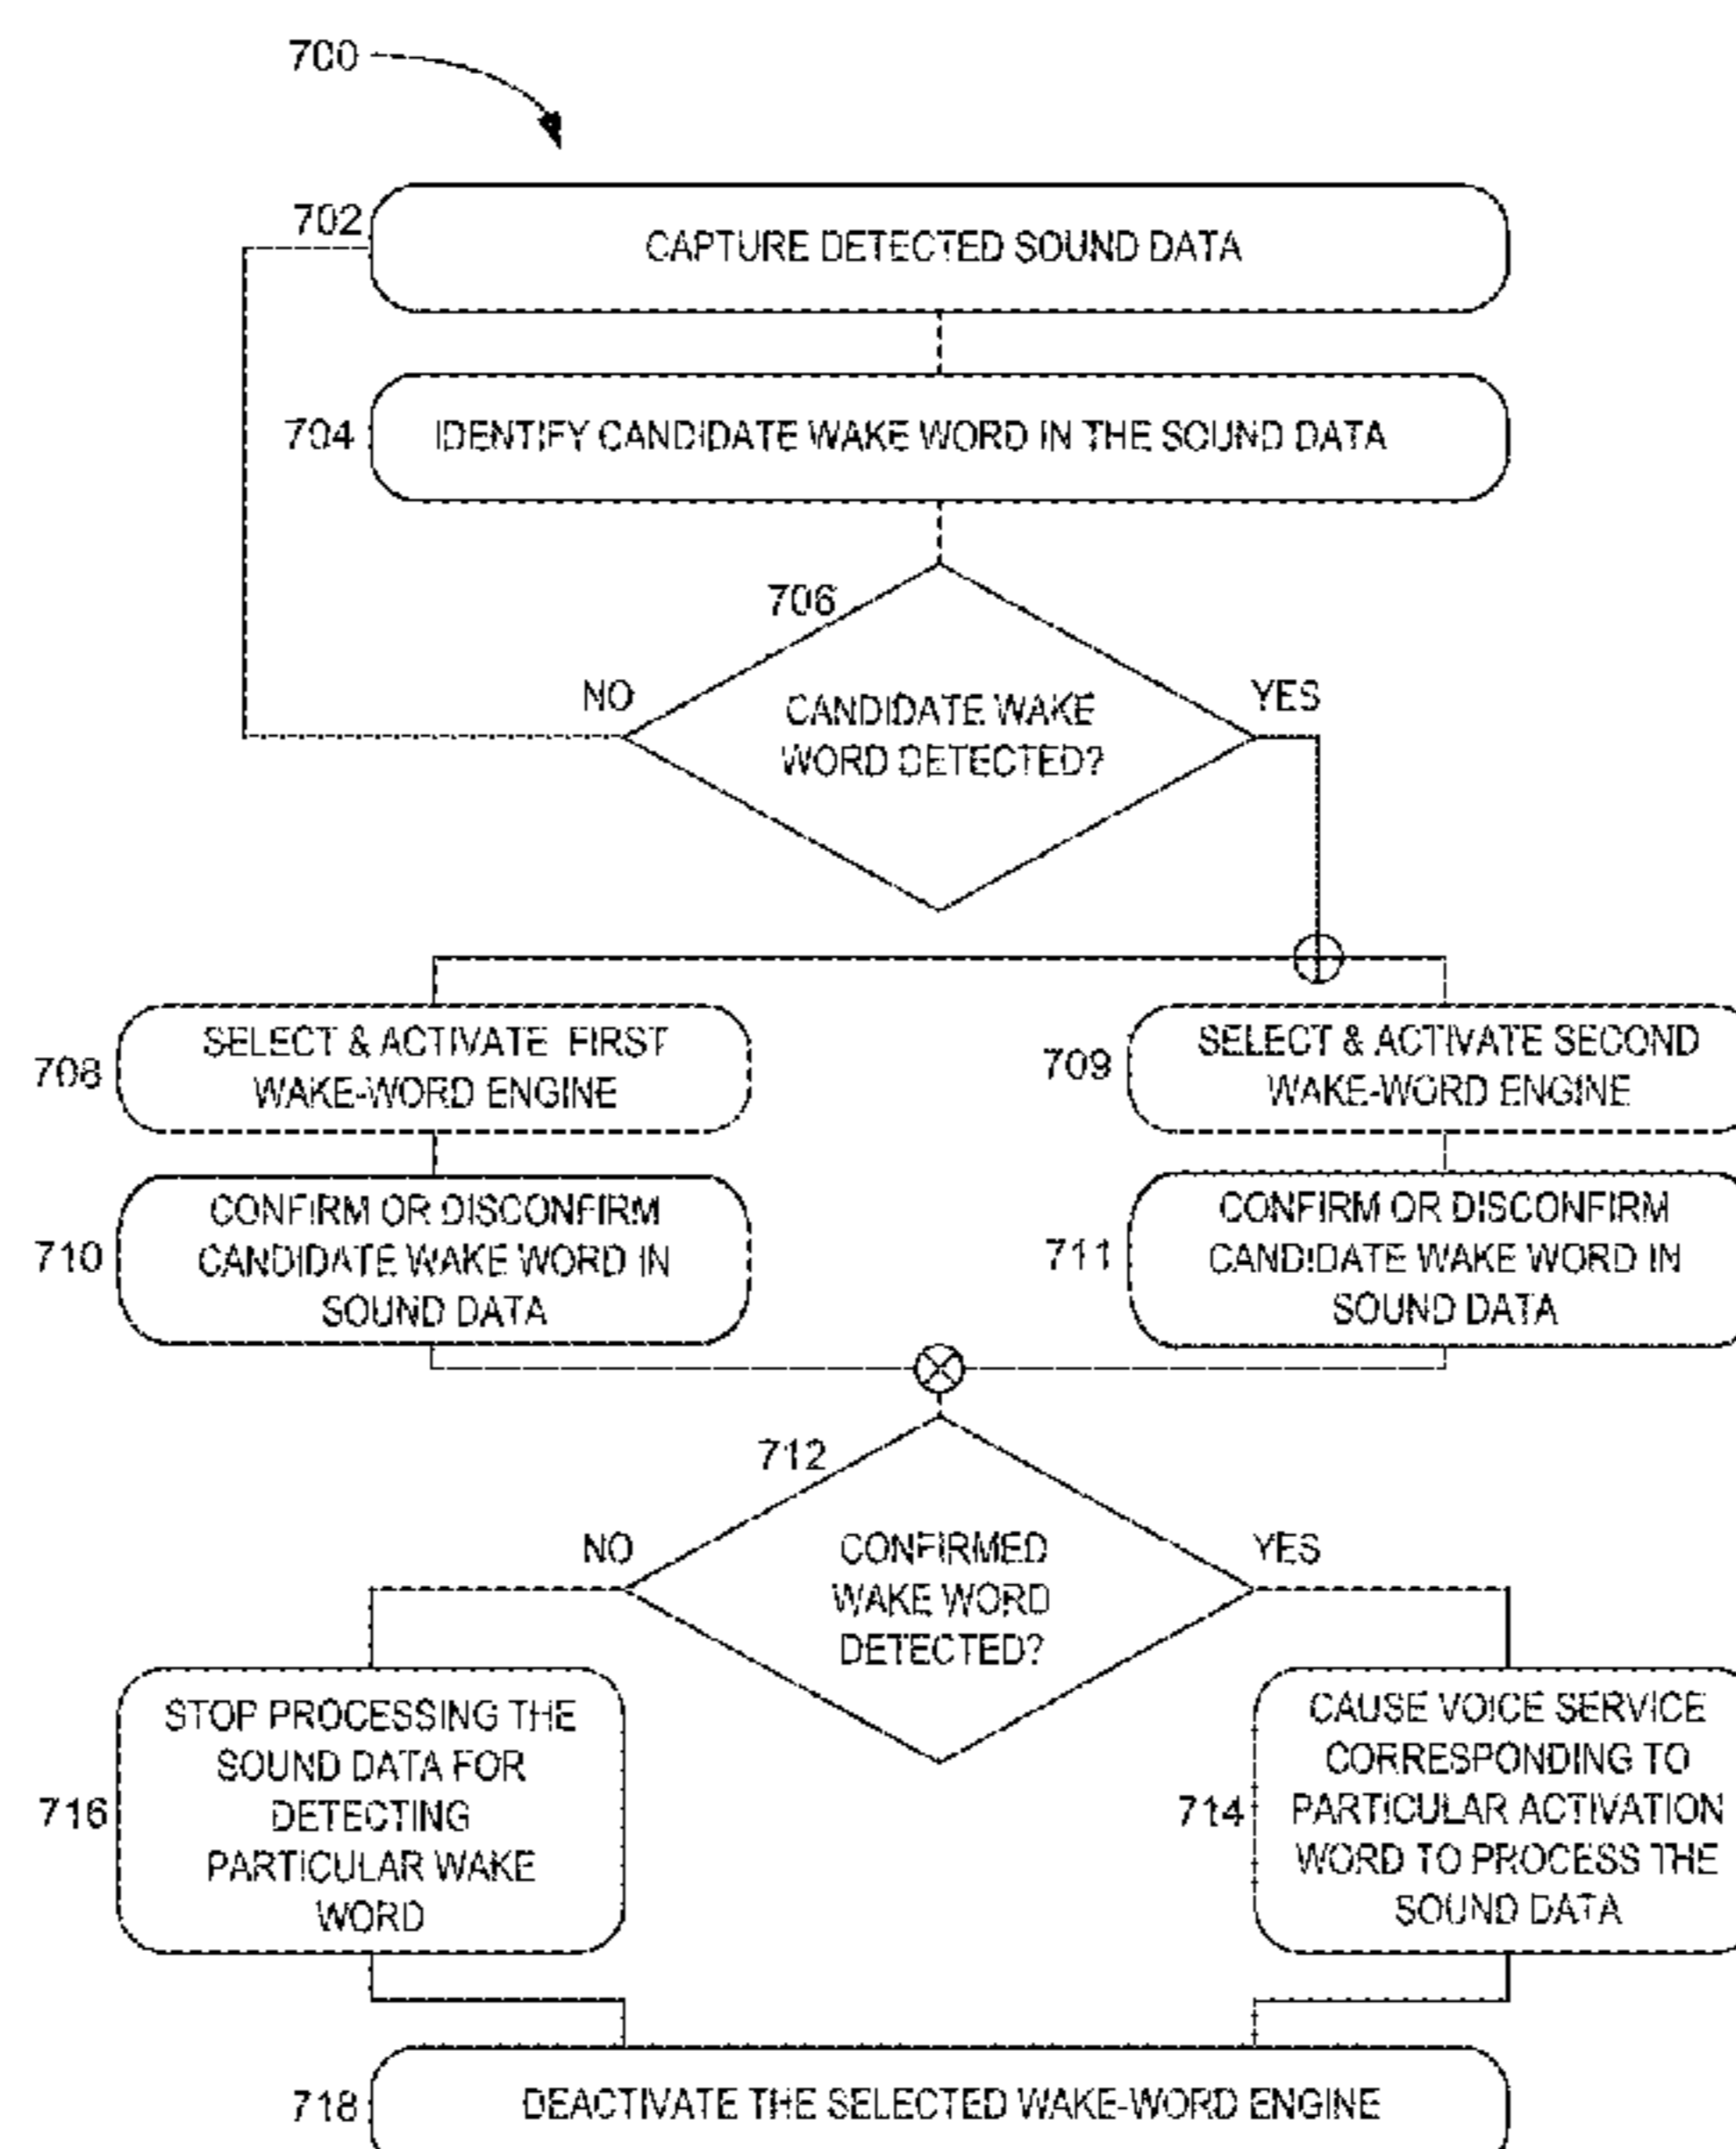 700
702
CAPTURE DETECTED SOUND DATA
704
IDENTIFY CANDIDATE WAKE WORD IN THE SOUND DATA
706
NO
YES
CANDIDATE WAKE
WORD DETECTED?
708
SELECT & ACTIVATE FIRST
WAKE-WORD ENGINE
709
SELECT & ACTIVATE SECOND
WAKE-WORD ENGINE
710
CONFIRM OR DISCONFIRM
CANDIDATE WAKE WORD IN
SOUND DATA
711
CONFIRM OR DISCONFIRM
CANDIDATE WAKE WORD IN
SOUND DATA
712
NO
YES
CONFIRMED
WAKE WORD
DETECTED?
716
STOP PROCESSING THE
SOUND DATA FOR
DETECTING
PARTICULAR WAKE
WORD
714
CAUSE VOICE SERVICE
CORRESPONDING TO
PARTICULAR ACTIVATION
WORD TO PROCESS THE
SOUND DATA
718
DEACTIVATE THE SELECTED WAKE-WORD ENGINE